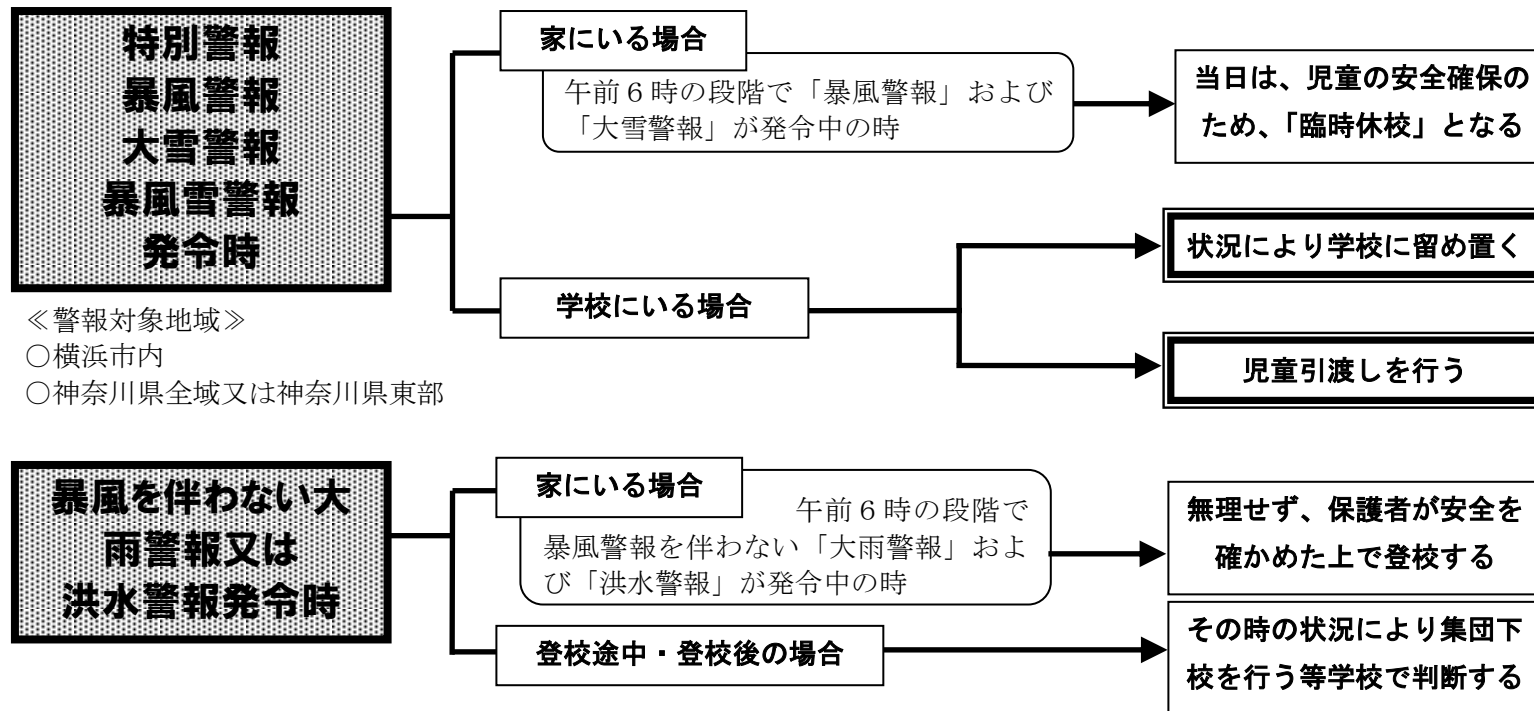 特別警報
暴風警報
大雪警報
暴風雪警報
発令時
≪警報対象地域≫
○横浜市内
○神奈川県全域又は神奈川県東部
家にいる場合
午前６時の段階で「暴風警報」および
「大雪警報」が発令中の時
当日は、児童の安全確保の
ため、「臨時休校」となる
学校にいる場合
状況により学校に留め置く
児童引渡しを行う
暴風を伴わない大
雨警報又は
洪水警報発令時
家にいる場合
午前６時の段階で
暴風警報を伴わない「大雨警報」およ
び「洪水警報」が発令中の時
無理せず、保護者が安全を
確かめた上で登校する
登校途中・登校後の場合
その時の状況により集団下
校を行う等学校で判断する